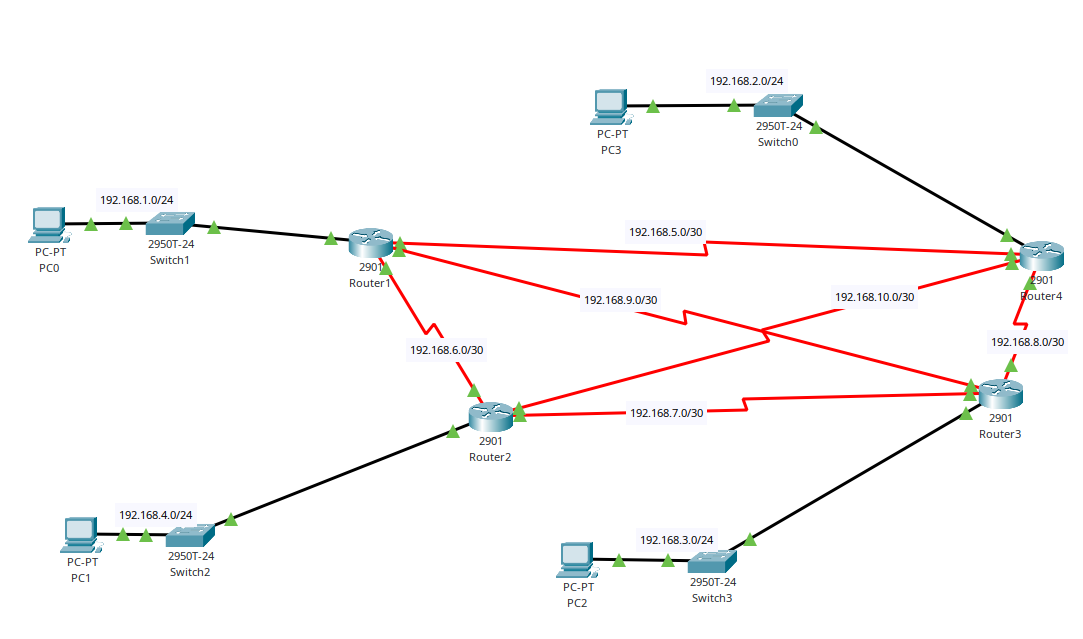 192.168.2.0/24
PC-PT
PC3
2950T-24
Switch0
192.168.1.0/24
PC-PT
PC0
2950T-24
Switch1
192.168.5.0/30
2901
Router1
2901
Router4
192.168.9.0/30
192.168.10.0/30
192.168.6.0/30
192.168.8.0/30
192.168.7.0/30
2901
Router2
2901
Router3
192.168.4.0/24
PC-PT
PC1
2950T-24
Switch2
192.168.3.0/24
PC-PT
PC2
2950T-24
Switch3